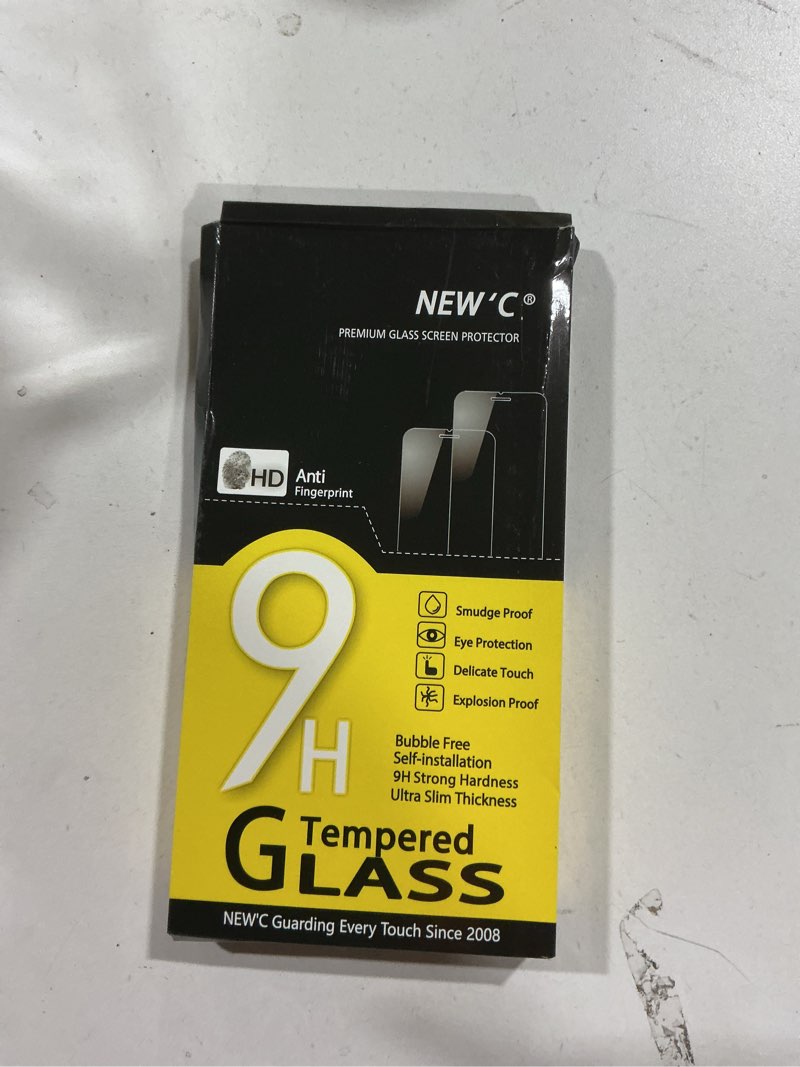 NEW'C®
PREMIUM GLASS SCREEN PROTECTOR
HD Anti
Fingerprint
9H
Smudge Proof
Eye Protection
Delicate Touch
Explosion Proof
Bubble Free
Self-installation
9H Strong Hardness
Ultra Slim Thickness
Tempered
GLASS
NEW'C Guarding Every Touch Since 2008